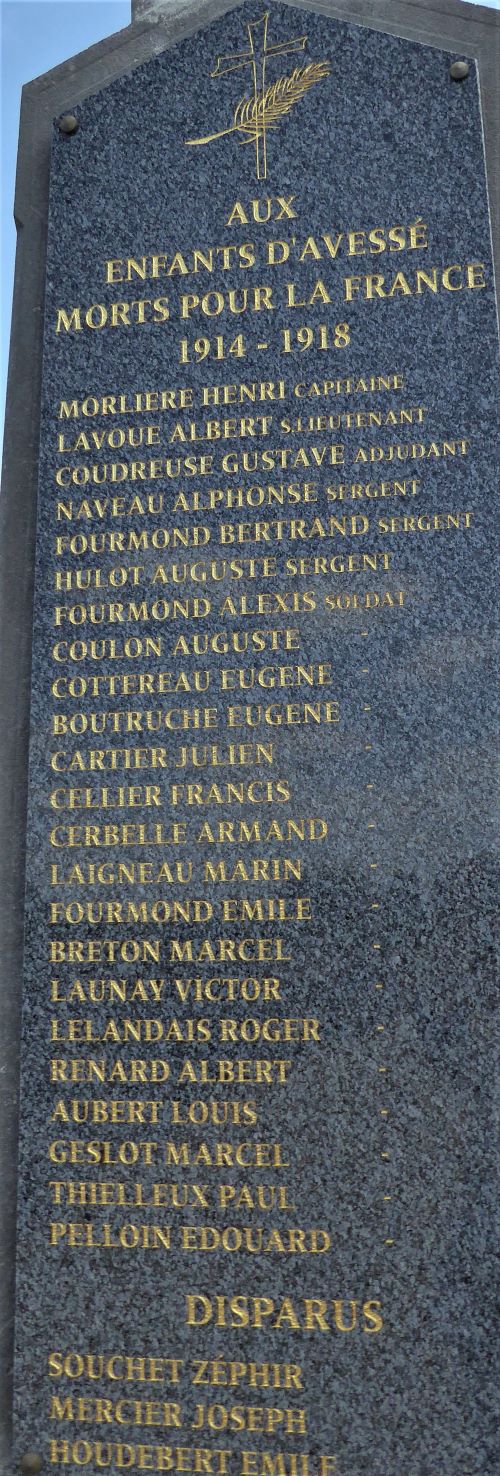 AUX
ENFANTS D'AVESSÉ
MORTS POUR LA FRANCE
1914 - 1918
MORLIERE HENRI CAPITAINE
LAVOUE ALBERT S.LIEUTENANT
COUDREUSE GUSTAVE ADJUDANT
NAVEAU ALPHONSE SERGENT
FOURMOND BERTRAND SERGENT
HULOT AUGUSTE SERGENT
FOURMOND ALEXIS SOLDAT
COULON AUGUSTE -
COTTEREAU EUGENE -
BOUTRUCHE EUGENE -
CARTIER JULIEN -
CELLIER FRANCIS -
CERBELLE ARMAND -
LAIGNEAU MARIN -
FOURMOND EMILE -
BRETON MARCEL -
LAUNAY VICTOR -
LELANDAIS ROGER -
RENARD ALBERT -
AUBERT LOUIS -
GESLOT MARCEL -
THIELLEUX PAUL -
PELLOIN EDOUARD -
DISPARUS
SOUCHET ZÉPHIR
MERCIER JOSEPH
HOUDEBERT EMILE